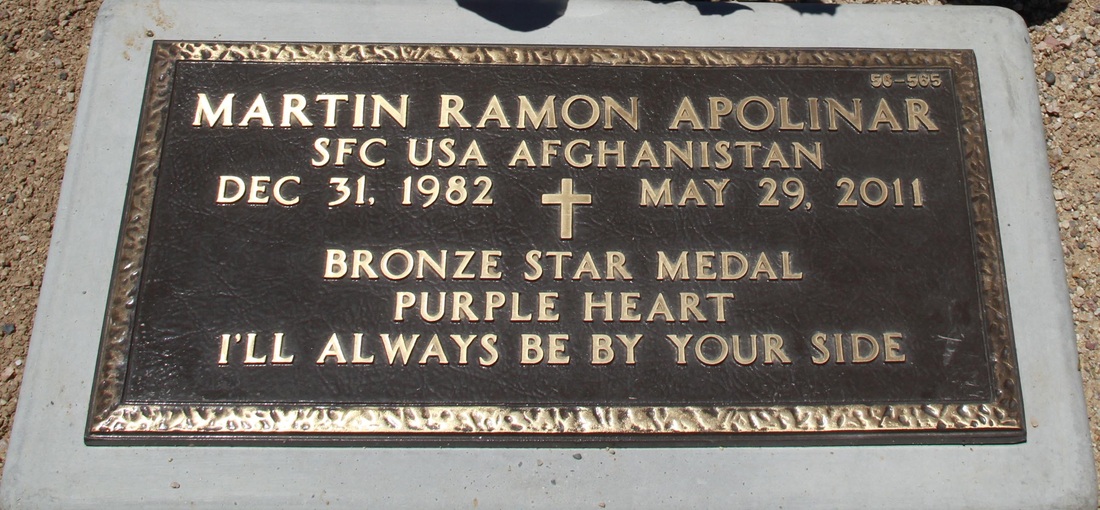 56-565
MARTIN RAMON APOLINAR
SFC USA AFGHANISTAN
DEC 31, 1982 MAY 29, 2011
BRONZE STAR MEDAL
PURPLE HEART
I'LL ALWAYS BE BY YOUR SIDE